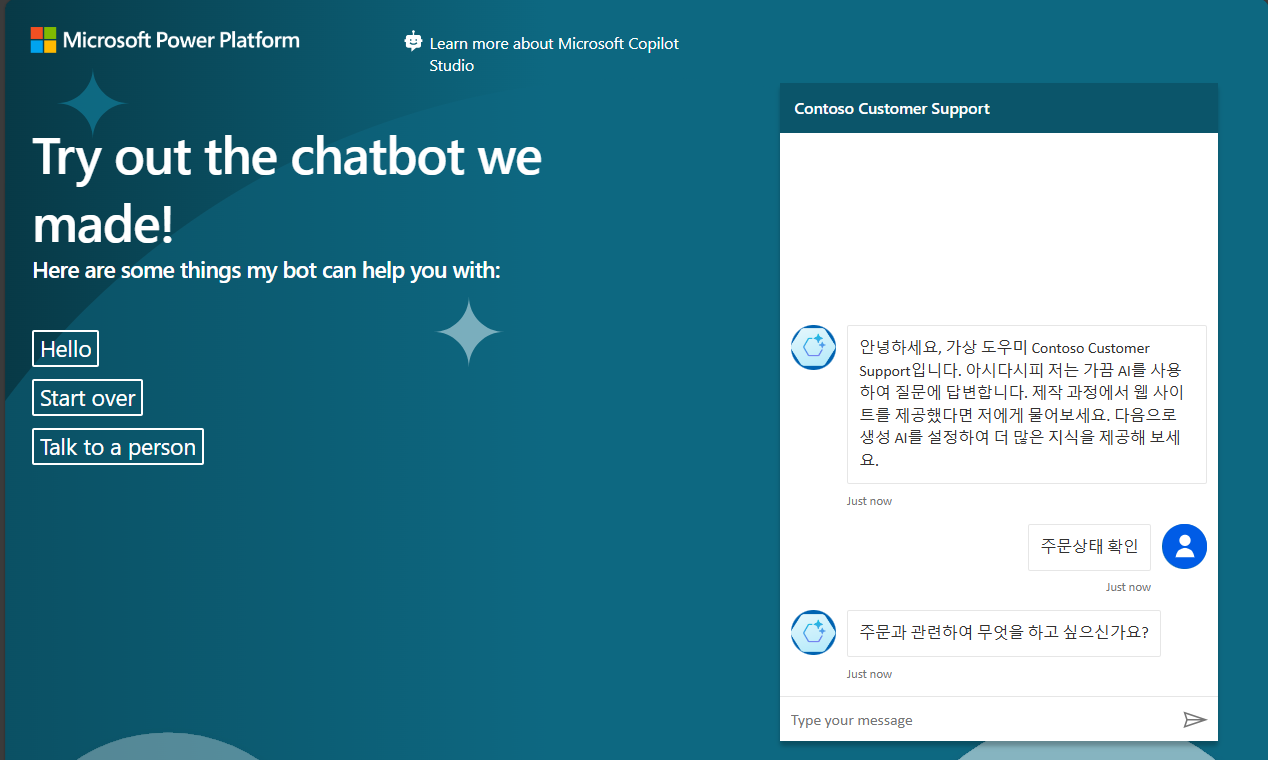 Microsoft Power Platform
Learn more about Microsoft Copilot
Studio
Try out the chatbot we
made!
Here are some things my bot can help you with:
Hello
Start over
Talk to a person
Contoso Customer Support
안녕하세요, 가상 도우미 Contoso Customer
Support입니다. 아시다시피 저는 가끔 AI를 사용
하여 질문에 답변합니다. 제작 과정에서 웹 사이
트를 제공했다면 저에게 물어보세요. 다음으로
생성 AI를 설정하여 더 많은 지식을 제공해 보세
요.
Just now
주문상태 확인
Just now
주문과 관련하여 무엇을 하고 싶으신가요?
Just now
Type your message